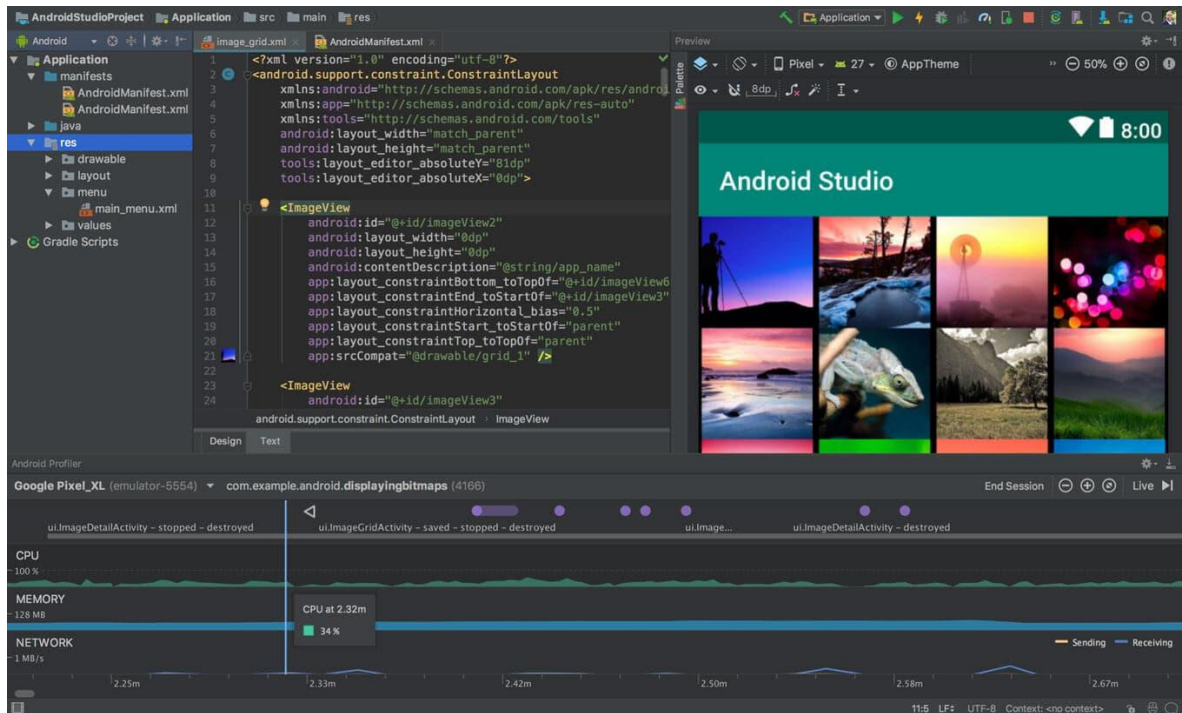 AndroidStudioProject Application src main res
Application
Android
image_grid.xml
AndroidManifest.xml
Preview
Application
manifests
AndroidManifest.xml
AndroidManifest.xml
java
res
drawable
layout
menu
main_menu.xml
values
Gradle Scripts
1 <?xml version="1.0" encoding="utf-8"?>
2 <android.support.constraint.ConstraintLayout
3 xmlns:android="http://schemas.android.com/apk/res/androi
4 xmlns:app="http://schemas.android.com/apk/res-auto"
5 xmlns:tools="http://schemas.android.com/tools"
6 android:layout_width="match_parent"
7 android:layout_height="match_parent"
8 tools:layout_editor_absoluteY="81dp"
9 tools:layout_editor_absoluteX="0dp">
10
11 <ImageView
12 android:id="@+id/imageView2"
13 android:layout_width="0dp"
14 android:layout_height="0dp"
15 android:contentDescription="@string/app_name"
16 app:layout_constraintBottom_toTopOf="@+id/imageView6
17 app:layout_constraintEnd_toStartOf="@+id/imageView3"
18 app:layout_constraintHorizontal_bias="0.5"
19 app:layout_constraintStart_toStartOf="parent"
20 app:layout_constraintTop_toTopOf="parent"
21 app:srcCompat="@drawable/grid_1" />
22
23 <ImageView
24 android:id="@+id/imageView3"
android.support.constraint.ConstraintLayout › ImageView
Design Text
Palette
Pixel 27 AppTheme » 50%
8dp
8:00
Android Studio
Android Profiler
Google Pixel_XL (emulator-5554) com.example.android.displayingbitmaps (4166)
End Session Live
ui.ImageDetailActivity – stopped – destroyed
ui.ImageGridActivity – saved – stopped – destroyed
ui.Image...
ui.ImageDetailActivity – destroyed
CPU
100 %
MEMORY
128 MB
CPU at 2.32m
34 %
NETWORK
1 MB/s
Sending Receiving
2.25m 2.33m 2.42m 2.50m 2.58m 2.67m
11:5 LF UTF-8 Context: <no context>